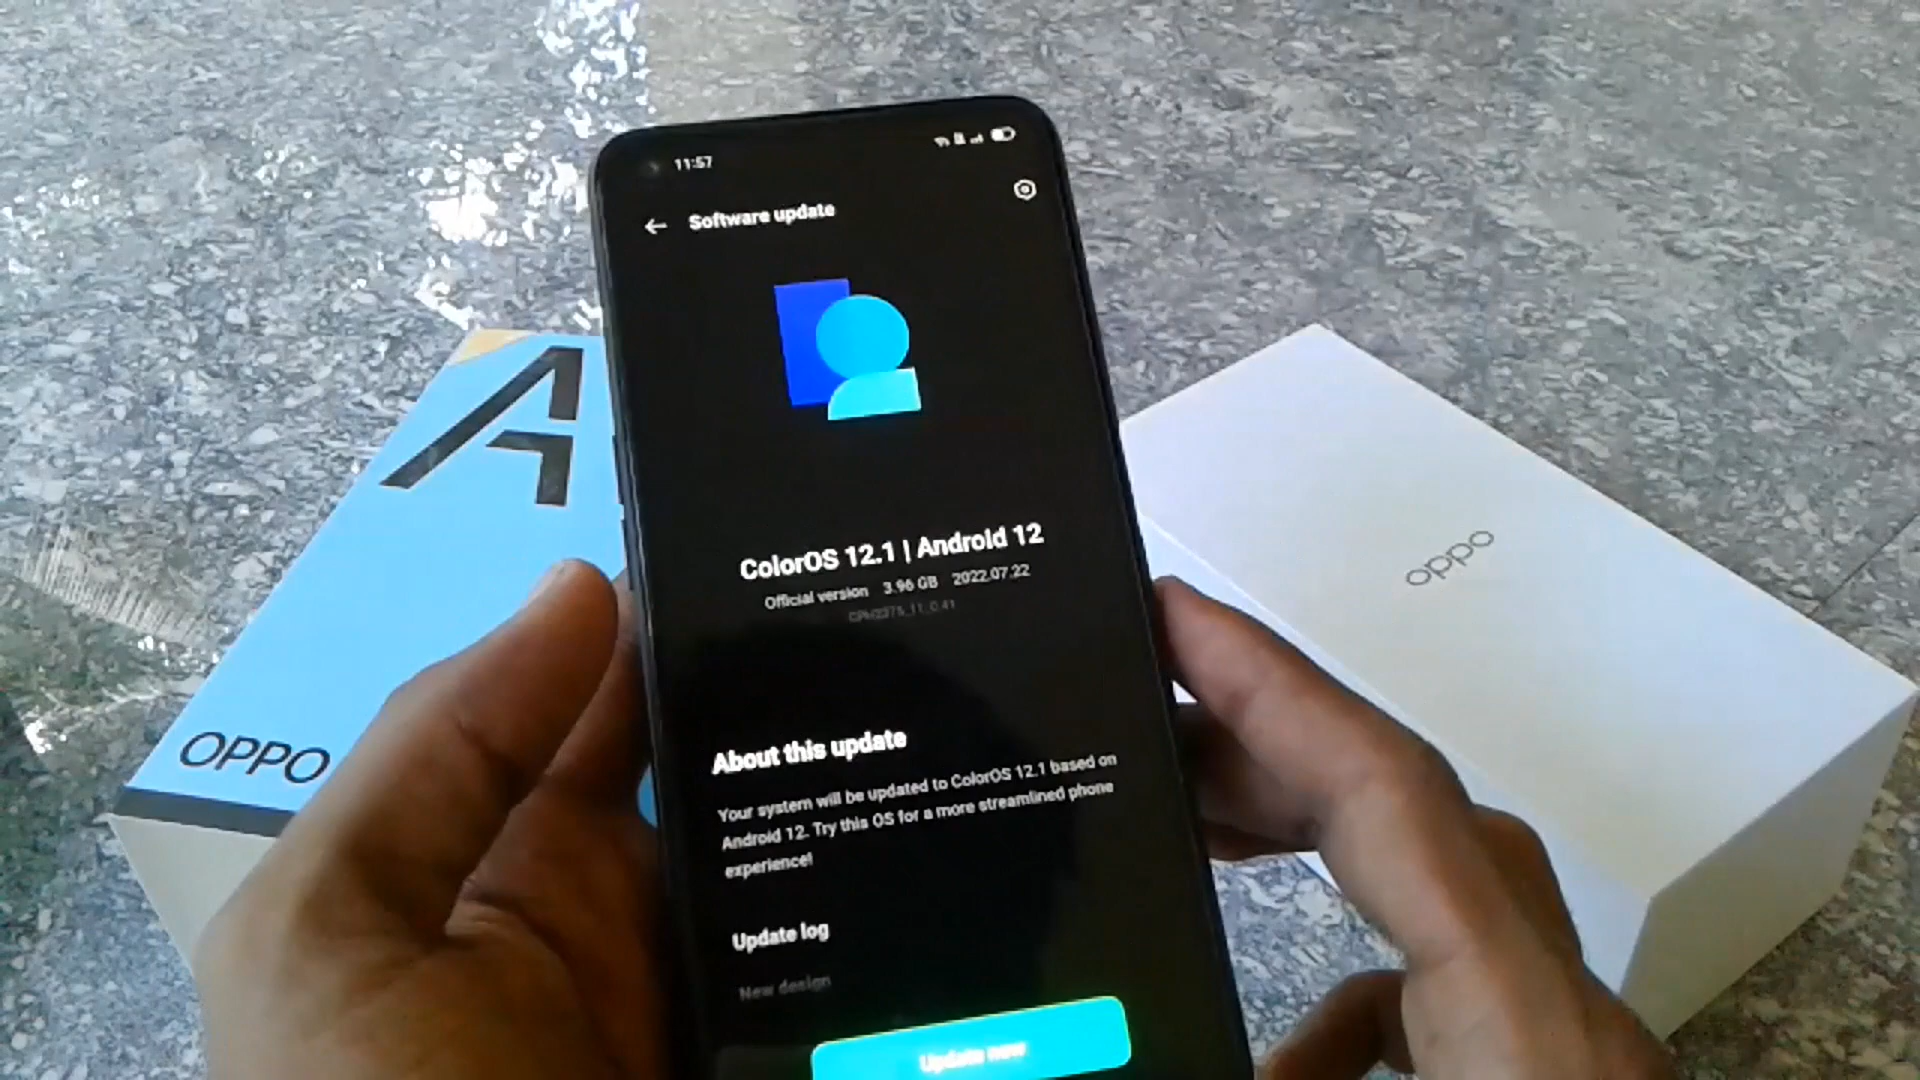 11:57
Software update
ColorOS 12.1 | Android 12
Official version 3.96 GB 2022.07.22
CPH2375_11_0.41
About this update
Your system will be updated to ColorOS 12.1 based on
Android 12. Try this OS for a more streamlined phone
experience!
Update log
New design
Update now
A
OPPO
oppo